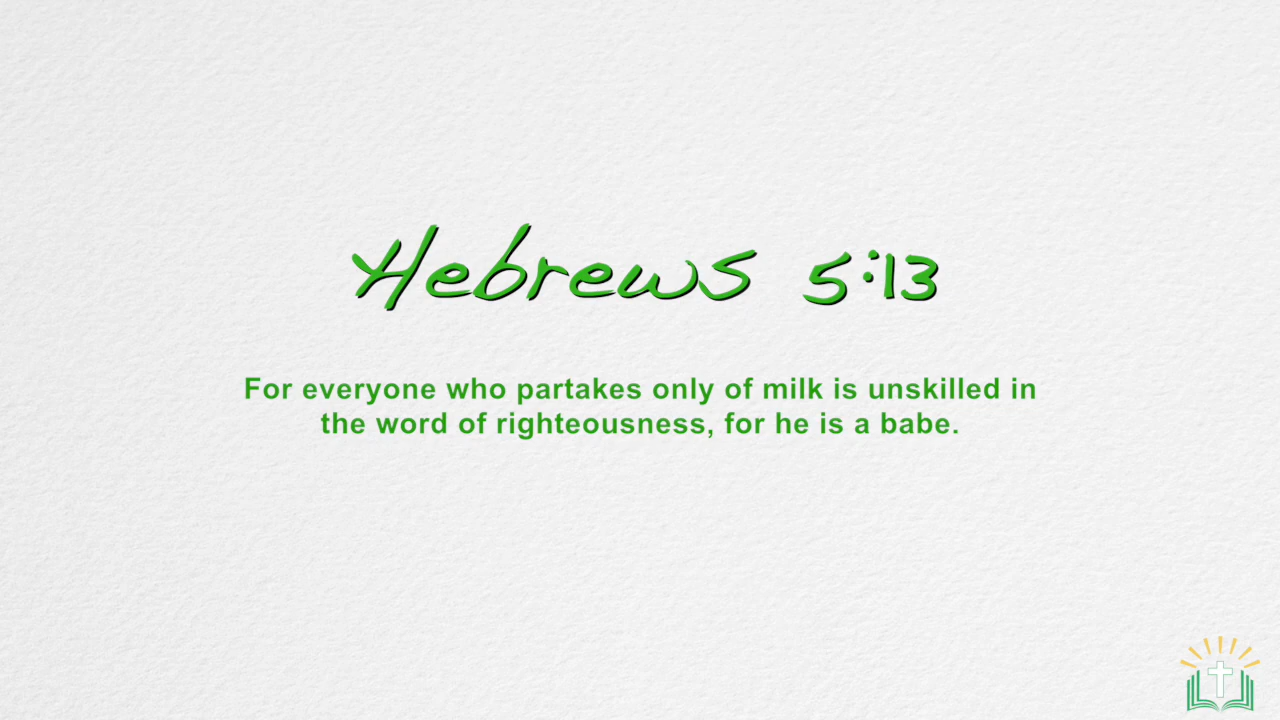 Hebrews 5:13
For everyone who partakes only of milk is unskilled in
the word of righteousness, for he is a babe.